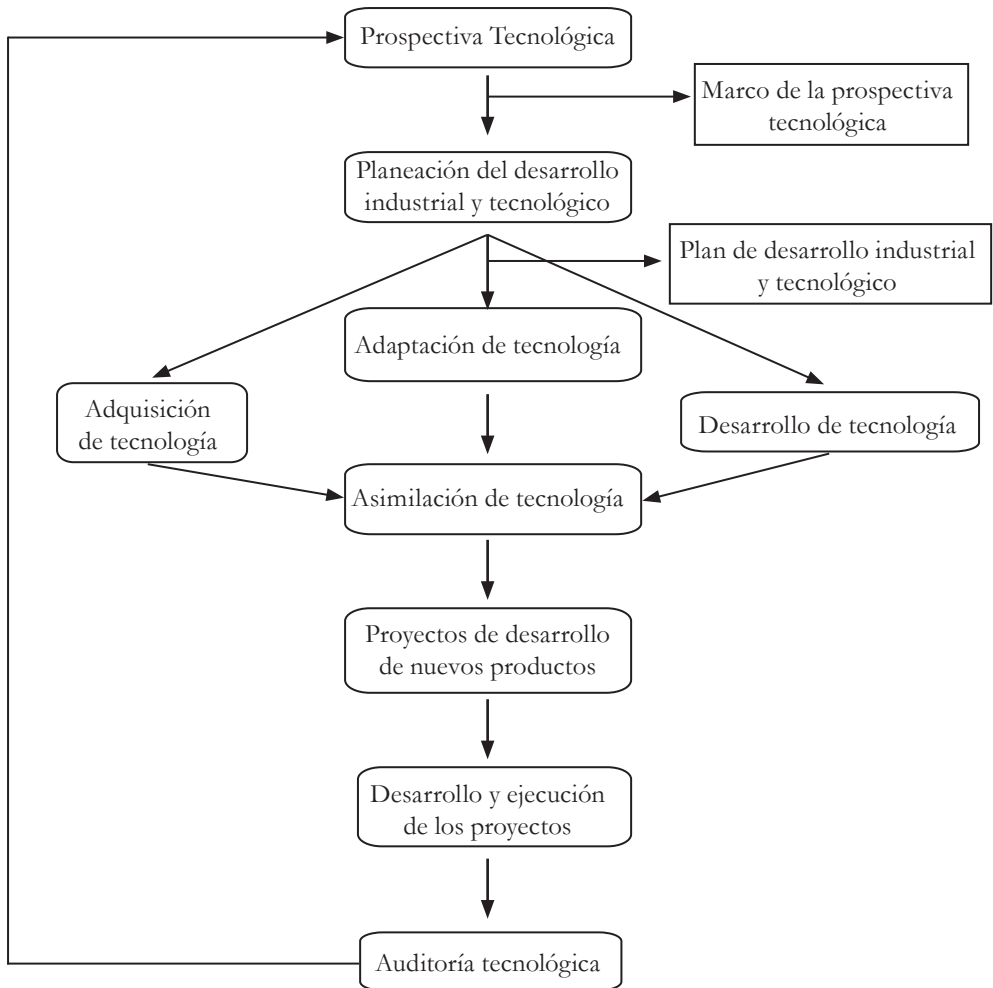 Prospectiva Tecnológica
Marco de la prospectiva
tecnológica
Planeación del desarrollo
industrial y tecnológico
Plan de desarrollo industrial
y tecnológico
Adaptación de tecnología
Adquisición
de tecnología
Desarrollo de tecnología
Asimilación de tecnología
Proyectos de desarrollo
de nuevos productos
Desarrollo y ejecución
de los proyectos
Auditoría tecnológica